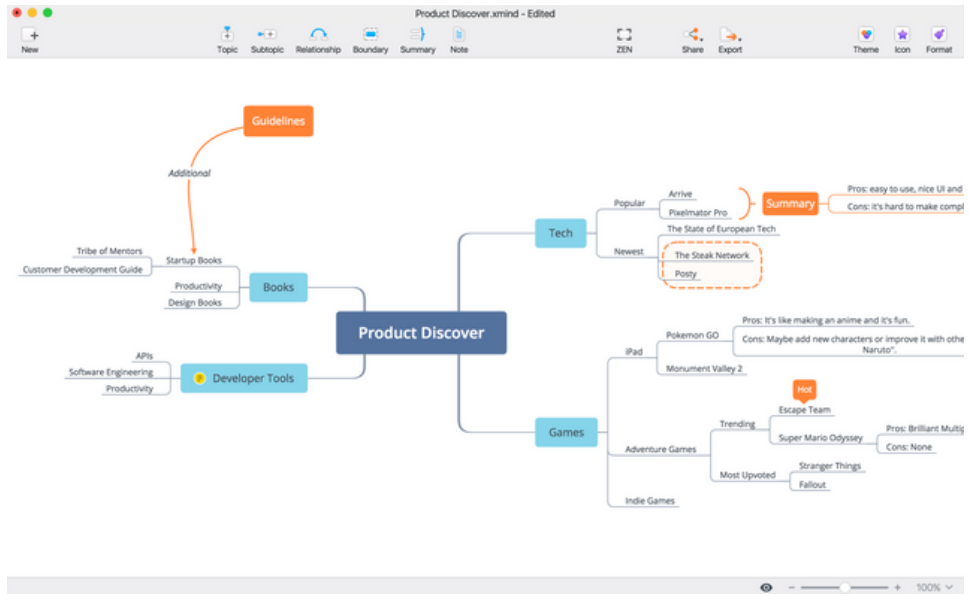 Product Discover.xmind - Edited
New
Topic
Subtopic
Relationship
Boundary
Summary
Note
ZEN
Share
Export
Theme
Icon
Format
Guidelines
Additional
Tribe of Mentors
Customer Development Guide
Startup Books
Productivity
Design Books
Books
APIs
Software Engineering
Productivity
Developer Tools
Product Discover
Tech
Popular
Arrive
Pixelmator Pro
Summary
Pros: easy to use, nice UI and
Cons: it's hard to make compl
Newest
The State of European Tech
The Steak Network
Posty
Games
iPad
Pokemon GO
Pros: It's like making an anime and it's fun.
Cons: Maybe add new characters or improve it with othe
Naruto".
Monument Valley 2
Adventure Games
Trending
Hot
Escape Team
Super Mario Odyssey
Pros: Brilliant Multip
Cons: None
Most Upvoted
Stranger Things
Fallout
Indie Games
100%